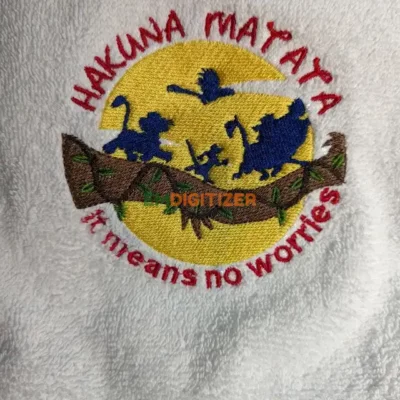 HAKUNA MATATA
DIGITIZER
it means no worries